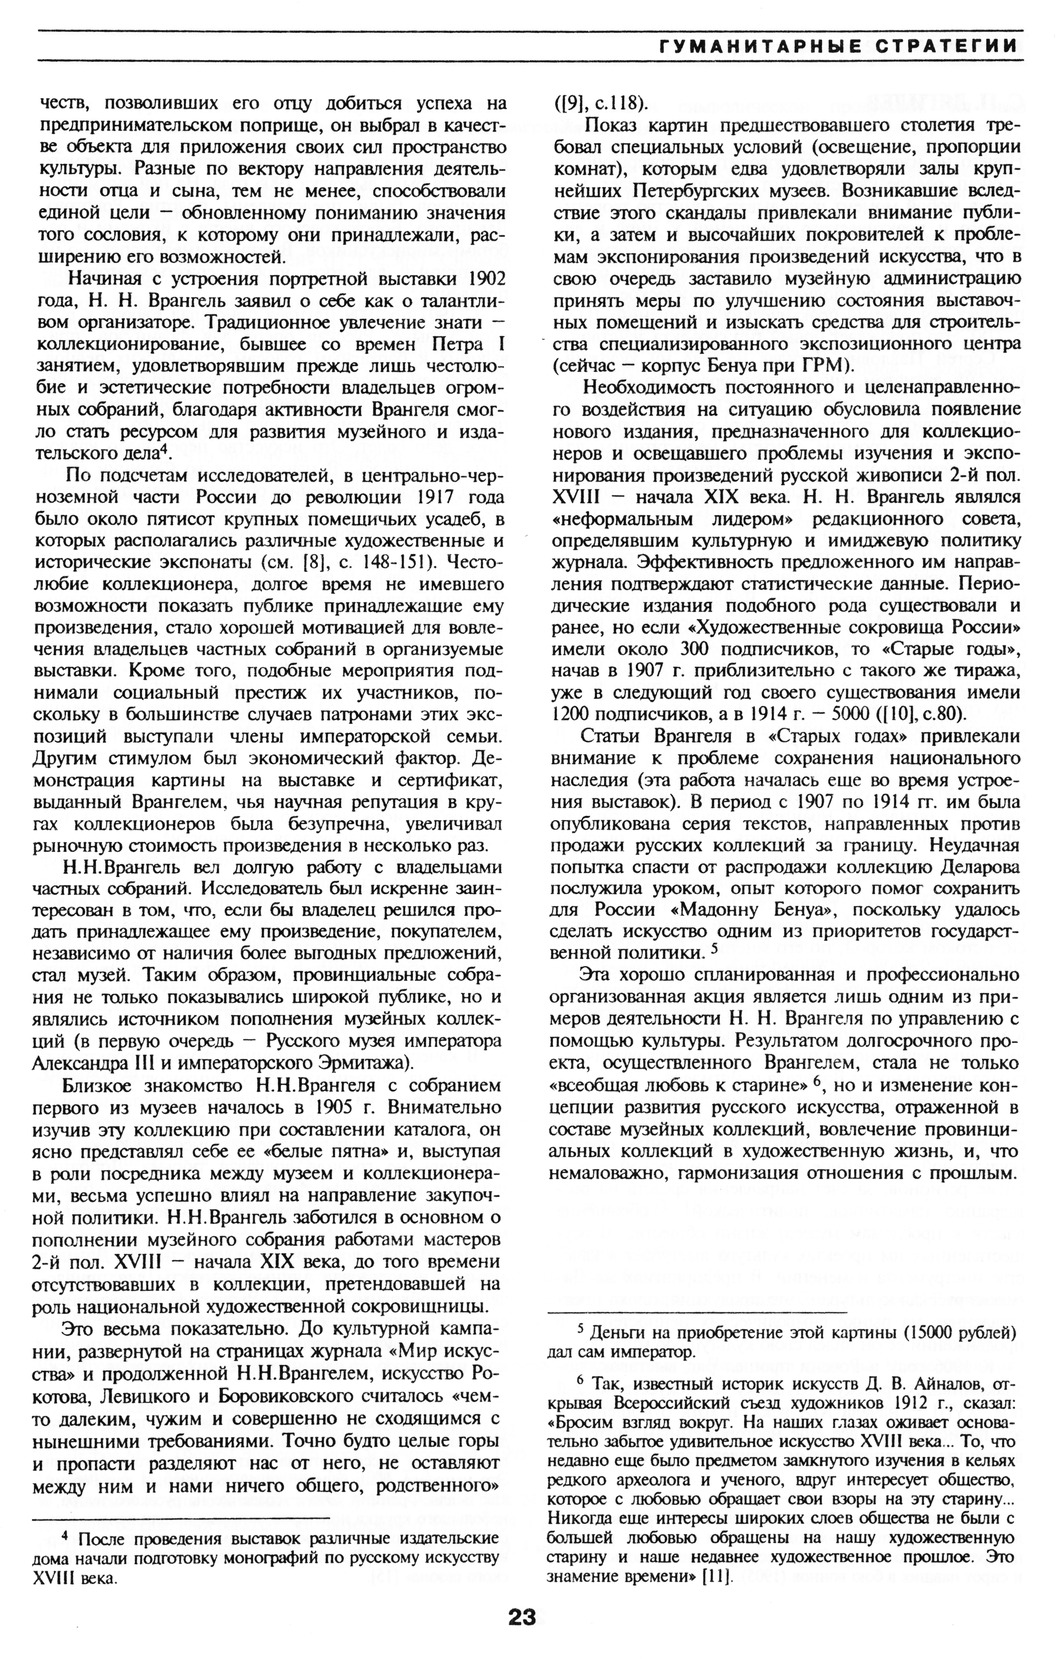 ГУМАНИТАРНЫЕ СТРАТЕГИИ
честв, позволивших его отцу добиться успеха на
предпринимательском поприще, он выбрал в качест-
ве объекта для приложения своих сил пространство
культуры. Разные по вектору направления деятель-
ности отца и сына, тем не менее, способствовали
единой цели — обновленному пониманию значения
того сословия, к которому они принадлежали, рас-
ширению его возможностей.
Начиная с устроения портретной выставки 1902
года, Н. Н. Врангель заявил о себе как о талантли-
вом организаторе. Традиционное увлечение знати —
коллекционирование, бывшее со времен Петра I
занятием, удовлетворявшим прежде лишь честолю-
бие и эстетические потребности владельцев огром-
ных собраний, благодаря активности Врангеля смог-
ло стать ресурсом для развития музейного и изда-
тельского дела⁴.
По подсчетам исследователей, в центрально-чер-
ноземной части России до революции 1917 года
было около пятисот крупных помещичьих усадеб, в
которых располагались различные художественные и
исторические экспонаты (см. [8], с. 148-151). Често-
любие коллекционера, долгое время не имевшего
возможности показать публике принадлежащие ему
произведения, стало хорошей мотивацией для вовле-
чения владельцев частных собраний в организуемые
выставки. Кроме того, подобные мероприятия под-
нимали социальный престиж их участников, по-
скольку в большинстве случаев патронами этих экс-
позиций выступали члены императорской семьи.
Другим стимулом был экономический фактор. Де-
монстрация картины на выставке и сертификат,
выданный Врангелем, чья научная репутация в кру-
гах коллекционеров была безупречна, увеличивал
рыночную стоимость произведения в несколько раз.
Н.Н.Врангель вел долгую работу с владельцами
частных собраний. Исследователь был искренне заин-
тересован в том, что, если бы владелец решился про-
дать принадлежащее ему произведение, покупателем,
независимо от наличия более выгодных предложений,
стал музей. Таким образом, провинциальные собра-
ния не только показывались широкой публике, но и
являлись источником пополнения музейных коллек-
ций (в первую очередь — Русского музея императора
Александра III и императорского Эрмитажа).
Близкое знакомство Н.Н.Врангеля с собранием
первого из музеев началось в 1905 г. Внимательно
изучив эту коллекцию при составлении каталога, он
ясно представлял себе ее «белые пятна» и, выступая
в роли посредника между музеем и коллекционера-
ми, весьма успешно влиял на направление закупоч-
ной политики. Н.Н.Врангель заботился в основном о
пополнении музейного собрания работами мастеров
2-й пол. XVIII — начала XIX века, до того времени
отсутствовавших в коллекции, претендовавшей на
роль национальной художественной сокровищницы.
Это весьма показательно. До культурной кампа-
нии, развернутой на страницах журнала «Мир искус-
ства» и продолженной Н.Н.Врангелем, искусство Ро-
котова, Левицкого и Боровиковского считалось «чем-
то далеким, чужим и совершенно не сходящимся с
нынешними требованиями. Точно будто целые горы
и пропасти разделяют нас от него, не оставляют
между ним и нами ничего общего, родственного»
⁴ После проведения выставок различные издательские
дома начали подготовку монографий по русскому искусству
XVIII века.
([9], с.118).
Показ картин предшествовавшего столетия тре-
бовал специальных условий (освещение, пропорции
комнат), которым едва удовлетворяли залы круп-
нейших Петербургских музеев. Возникавшие вслед-
ствие этого скандалы привлекали внимание публи-
ки, а затем и высочайших покровителей к пробле-
мам экспонирования произведений искусства, что в
свою очередь заставило музейную администрацию
принять меры по улучшению состояния выставоч-
ных помещений и изыскать средства для строитель-
ства специализированного экспозиционного центра
(сейчас — корпус Бенуа при ГРМ).
Необходимость постоянного и целенаправленно-
го воздействия на ситуацию обусловила появление
нового издания, предназначенного для коллекцио-
неров и освещавшего проблемы изучения и экспо-
нирования произведений русской живописи 2-й пол.
XVIII — начала XIX века. Н. Н. Врангель являлся
«неформальным лидером» редакционного совета,
определявшим культурную и имиджевую политику
журнала. Эффективность предложенного им направ-
ления подтверждают статистические данные. Перио-
дические издания подобного рода существовали и
ранее, но если «Художественные сокровища России»
имели около 300 подписчиков, то «Старые годы»,
начав в 1907 г. приблизительно с такого же тиража,
уже в следующий год своего существования имели
1200 подписчиков, а в 1914 г. — 5000 ([10], с.80).
Статьи Врангеля в «Старых годах» привлекали
внимание к проблеме сохранения национального
наследия (эта работа началась еще во время устрое-
ния выставок). В период с 1907 по 1914 гг. им была
опубликована серия текстов, направленных против
продажи русских коллекций за границу. Неудачная
попытка спасти от распродажи коллекцию Деларова
послужила уроком, опыт которого помог сохранить
для России «Мадонну Бенуа», поскольку удалось
сделать искусство одним из приоритетов государст-
венной политики. ⁵
Эта хорошо спланированная и профессионально
организованная акция является лишь одним из при-
меров деятельности Н. Н. Врангеля по управлению с
помощью культуры. Результатом долгосрочного про-
екта, осуществленного Врангелем, стала не только
«всеобщая любовь к старине» ⁶, но и изменение кон-
цепции развития русского искусства, отраженной в
составе музейных коллекций, вовлечение провинци-
альных коллекций в художественную жизнь, и, что
немаловажно, гармонизация отношения с прошлым.
⁵ Деньги на приобретение этой картины (15000 рублей)
дал сам император.
⁶ Так, известный историк искусств Д. В. Айналов, от-
крывая Всероссийский съезд художников 1912 г., сказал:
«Бросим взгляд вокруг. На наших глазах оживает основа-
тельно забытое удивительное искусство XVIII века... То, что
недавно еще было предметом замкнутого изучения в кельях
редкого археолога и ученого, вдруг интересует общество,
которое с любовью обращает свои взоры на эту старину...
Никогда еще интересы широких слоев общества не были с
большей любовью обращены на нашу художественную
старину и наше недавнее художественное прошлое. Это
знамение времени» [11].
23